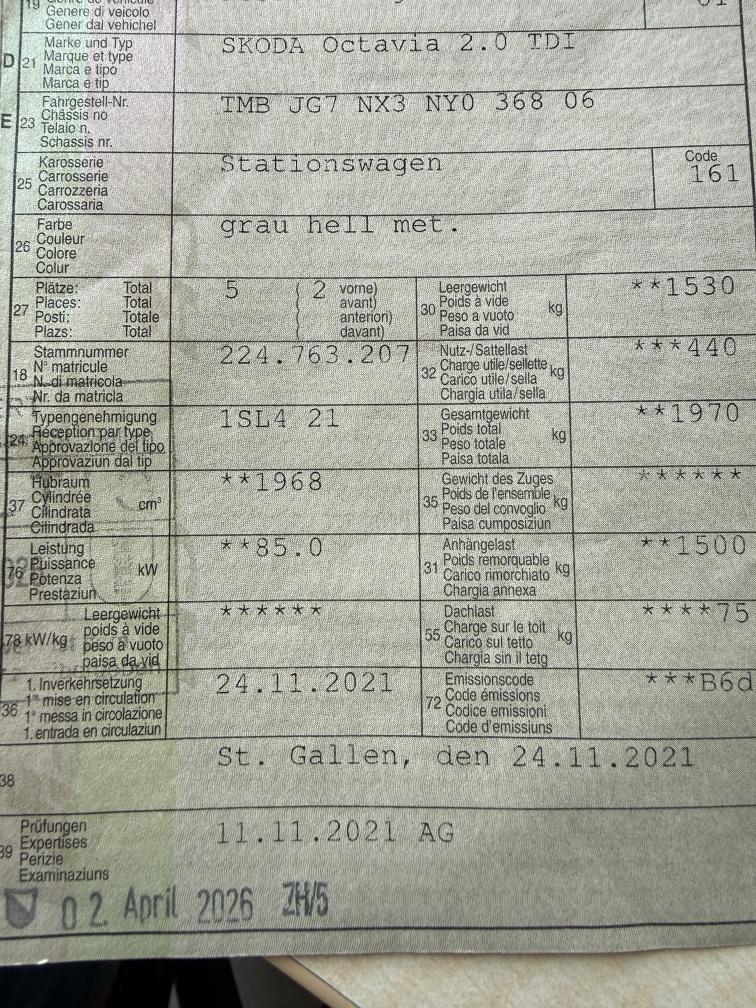 19
Genere di veicolo
Gener dal vehichel
D 21 Marke und Typ
Marque et type
Marca e tipo
Marca e tip
SKODA Octavia 2.0 TDI
E 23 Fahrgestell-Nr.
Châssis no
Telaio n.
Schassis nr.
TMB JG7 NX3 NY0 368 06
25 Karosserie
Carrosserie
Carrozzeria
Carossaria
Stationswagen
Code
161
26 Farbe
Couleur
Colore
Colur
grau hell met.
27 Plätze: Total
Places: Total
Posti: Totale
Plazs: Total
5 ( 2 vorne)
( avant)
( anterior)
( davant)
30 Leergewicht
Poids à vide
Peso a vuoto
Paisa da vid
kg
**1530
18 Stammnummer
N° matricule
N. di matricola
Nr. da matricla
224.763.207
32 Nutz-/Sattellast
Charge utile/sellette
Carico utile/sella
Chargia utila/sella
kg
***440
24 Typengenehmigung
Réception par type
Approvazione del tipo
Approvaziun dal tip
1SL4 21
33 Gesamtgewicht
Poids total
Peso totale
Paisa totala
kg
**1970
37 Hubraum
Cylindrée
Cilindrata
Cilindrada
cm³
**1968
35 Gewicht des Zuges
Poids de l'ensemble
Peso del convoglio
Paisa cumposiziun
kg
******
76 Leistung
Puissance
Potenza
Prestaziun
kW
**85.0
31 Anhängelast
Poids remorquable
Carico rimorchiato
Chargia annexa
kg
**1500
78 kW/kg Leergewicht
poids à vide
peso a vuoto
paisa da vid
******
55 Dachlast
Charge sur le toit
Carico sul tetto
Chargia sin il tetg
kg
****75
36 1. Inverkehrsetzung
1re mise en circulation
1a messa in circolazione
1. entrada en circulaziun
24.11.2021
72 Emissionscode
Code émissions
Codice emissioni
Code d'emissiuns
***B6d
38
St. Gallen, den 24.11.2021
39 Prüfungen
Expertises
Perizie
Examinaziuns
11.11.2021 AG
02. April 2026 ZH/5